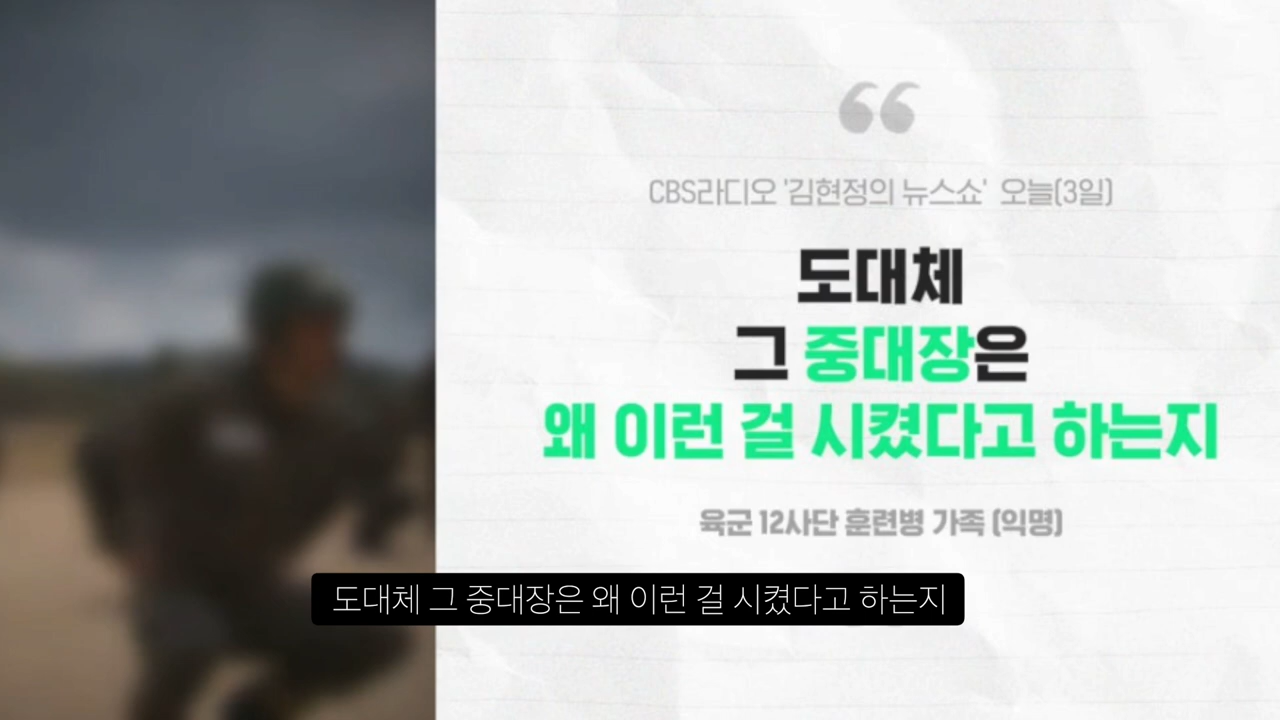 “
CBS라디오 '김현정의 뉴스쇼' 오늘(3일)
도대체
그 중대장은
왜 이런 걸 시켰다고 하는지
육군 12사단 훈련병 가족 (익명)
도대체 그 중대장은 왜 이런 걸 시켰다고 하는지